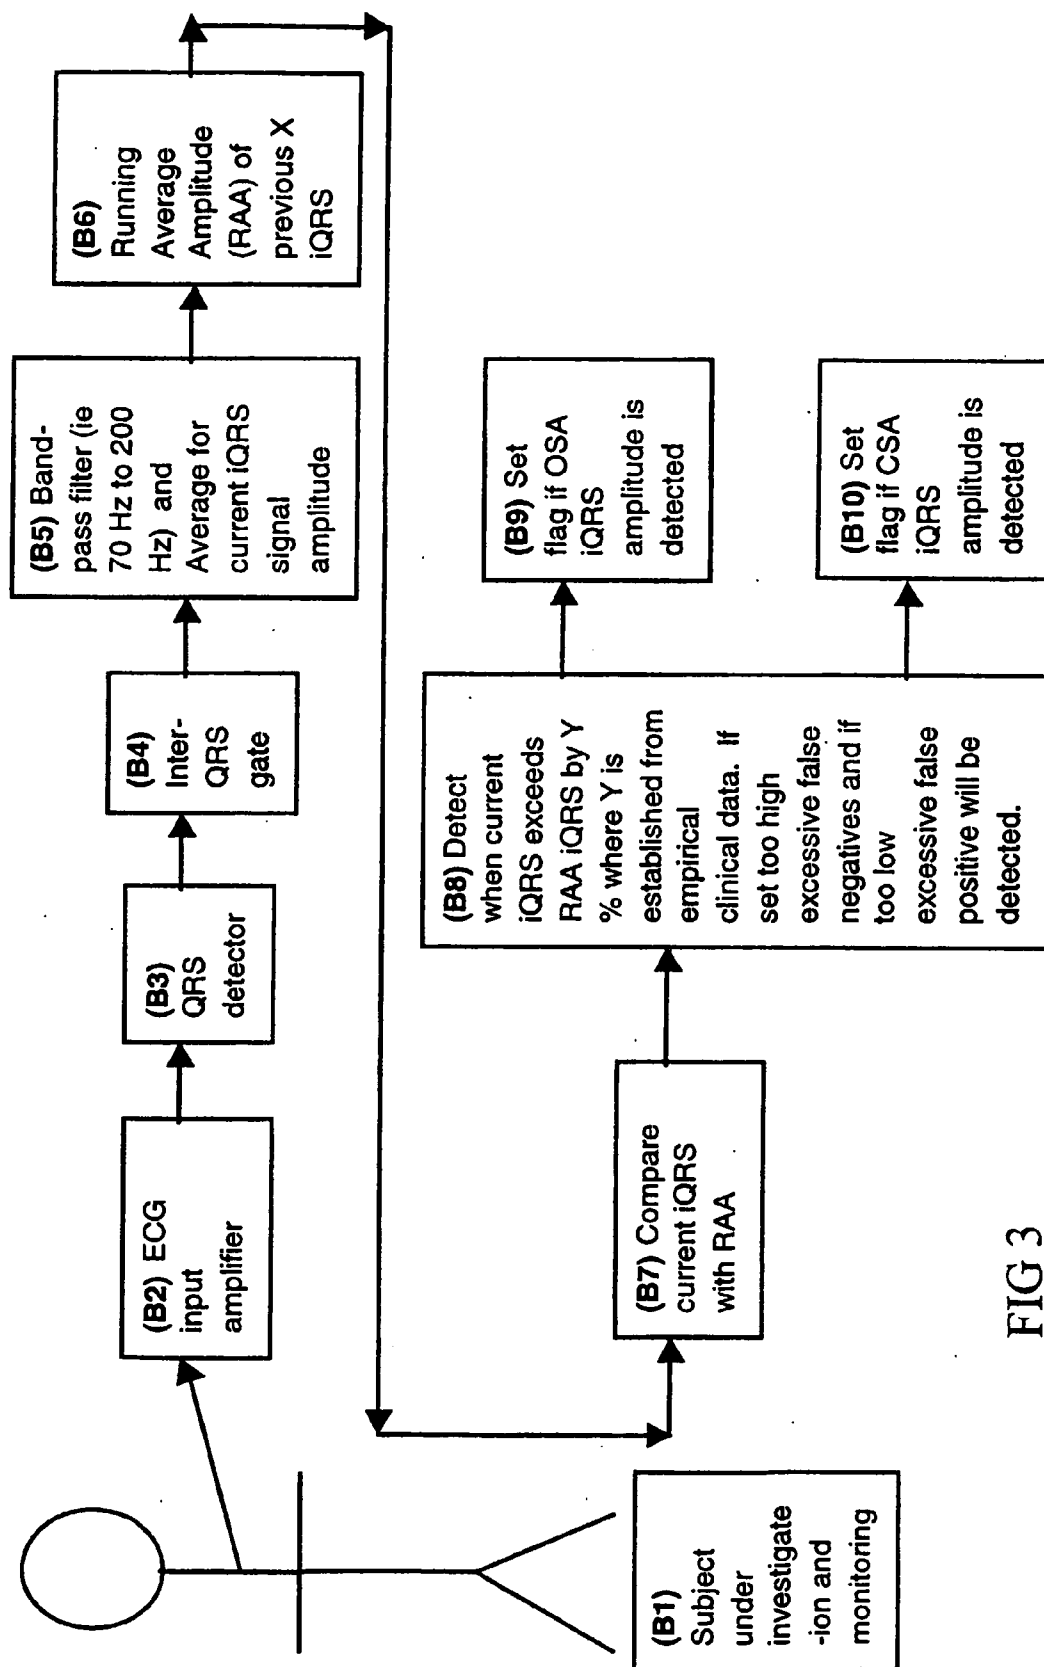 (B1)
Subject
under
investigate
-ion and
monitoring
(B2) ECG
input
amplifier
(B3)
QRS
detector
(B4)
Inter-
QRS
gate
(B5) Band-
pass filter (ie
70 Hz to 200
Hz) and
Average for
current iQRS
signal
amplitude
(B6)
Running
Average
Amplitude
(RAA) of
previous X
iQRS
(B7) Compare
current iQRS
with RAA
(B8) Detect
when current
iQRS exceeds
RAA iQRS by Y
% where Y is
established from
empirical
clinical data. If
set too high
excessive false
negatives and if
too low
excessive false
positive will be
detected.
(B9) Set
flag if OSA
iQRS
amplitude is
detected
(B10) Set
flag if CSA
iQRS
amplitude is
detected
FIG 3